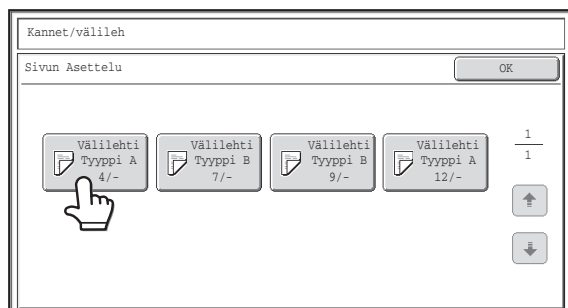 Kannet/välileh
Sivun Asettelu
OK
Välilehti
Tyyppi A
4/-
Välilehti
Tyyppi B
7/-
Välilehti
Tyyppi B
9/-
Välilehti
Tyyppi A
12/-
1
1